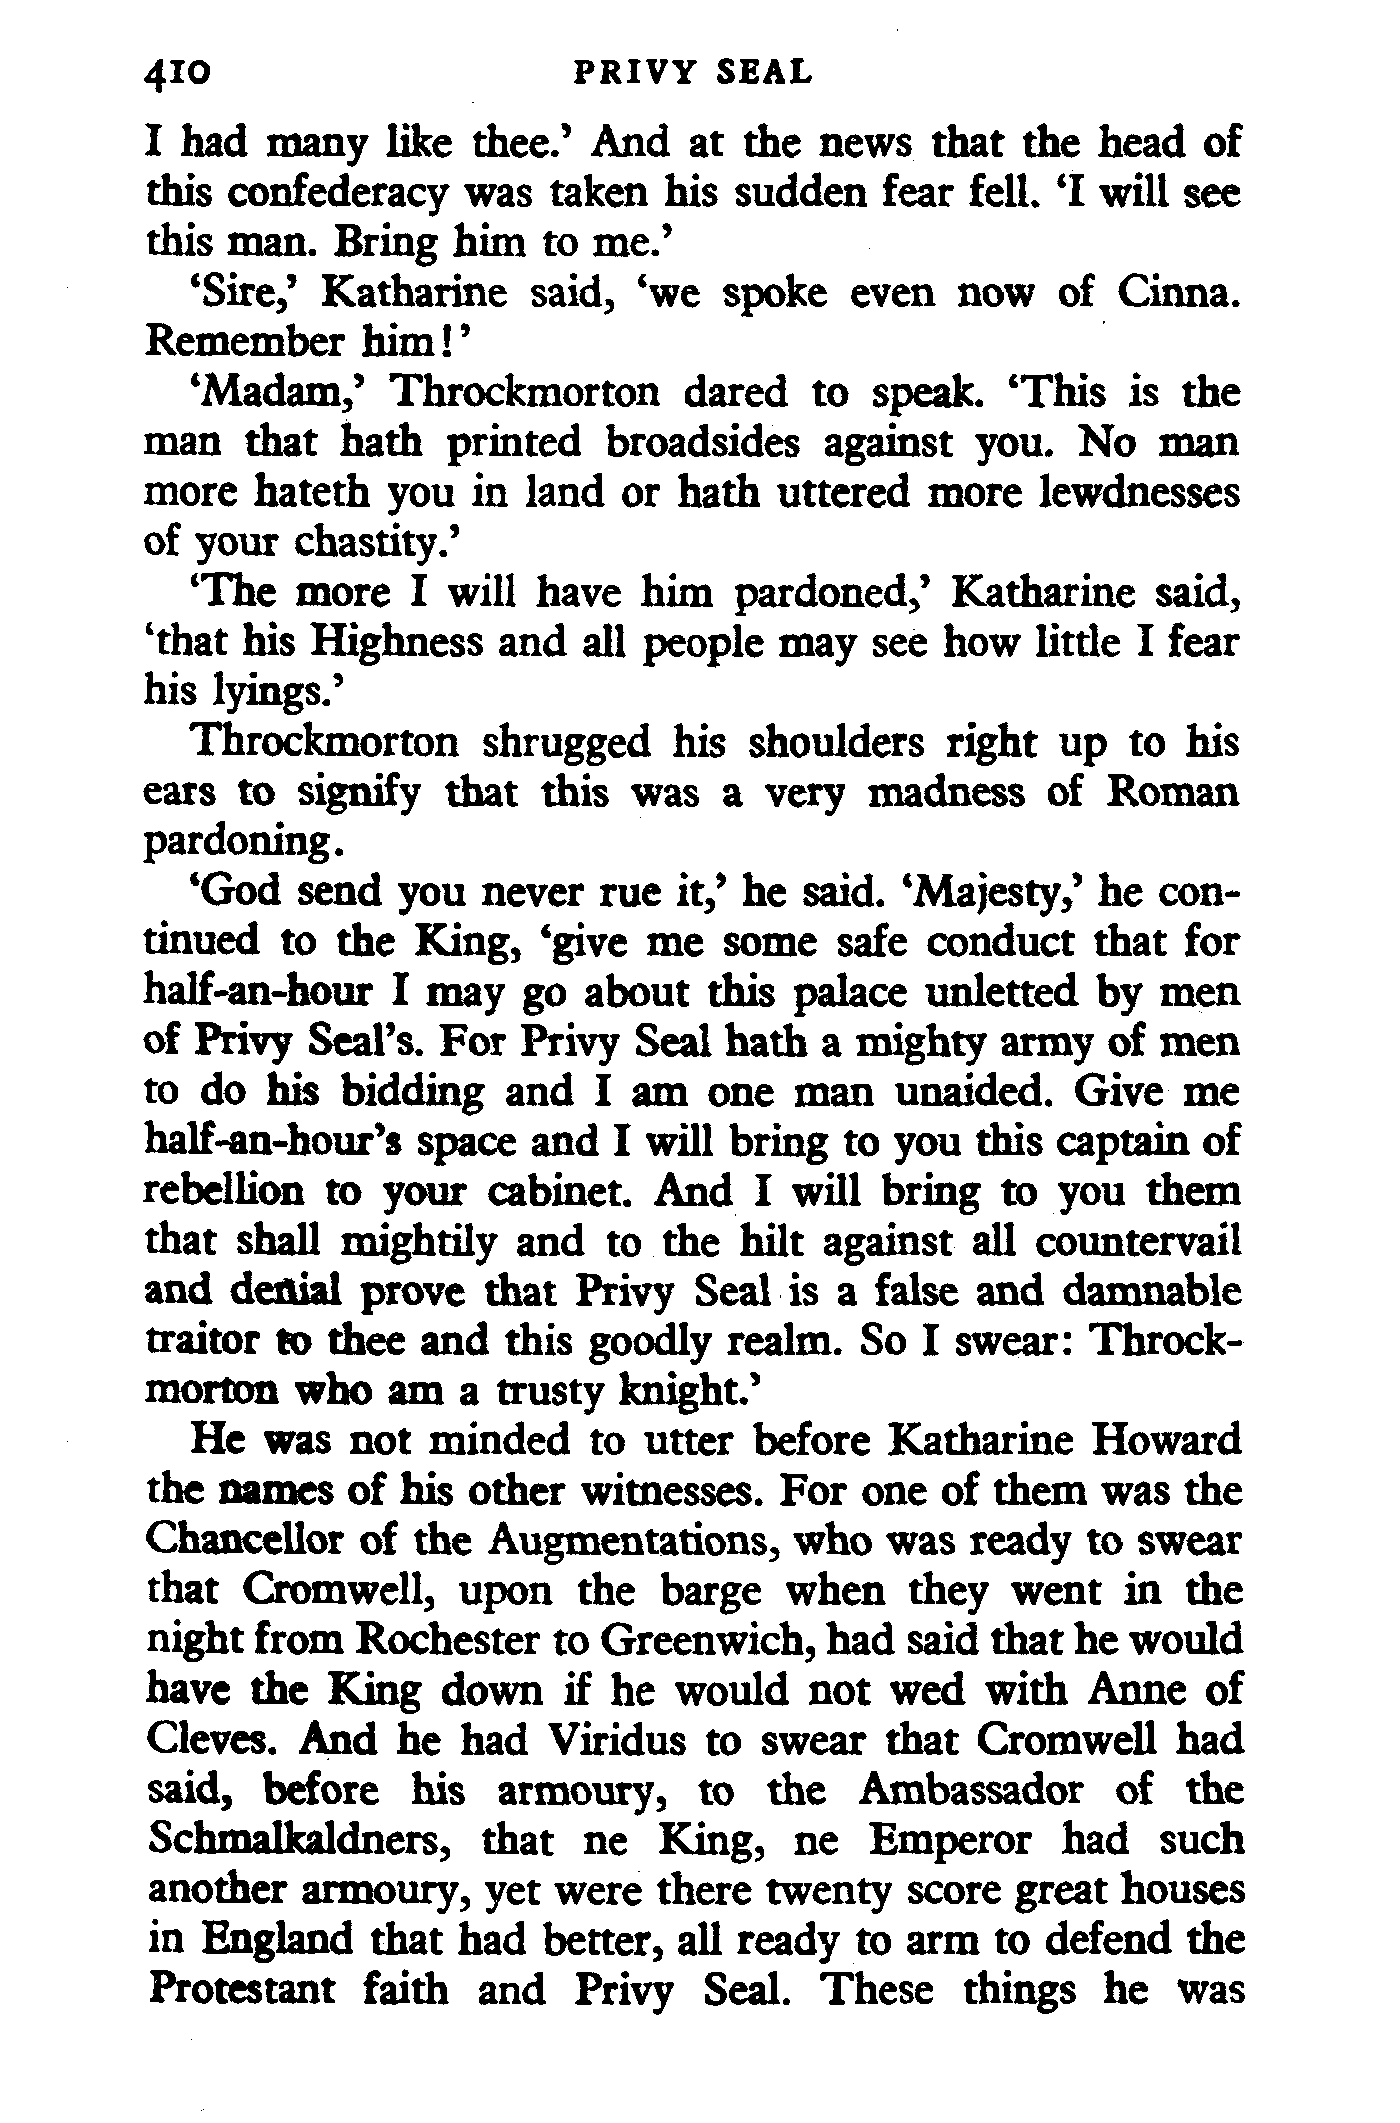 410 PRIVY SEAL
I had many like thee.’ And at the news that the head of
this confederacy was taken his sudden fear fell. ‘I will see
this man. Bring him to me.’
‘Sire,’ Katharine said, ‘we spoke even now of Cinna.
Remember him!’
‘Madam,’ Throckmorton dared to speak. ‘This is the
man that hath printed broadsides against you. No man
more hateth you in land or hath uttered more lewdnesses
of your chastity.’
‘The more I will have him pardoned,’ Katharine said,
‘that his Highness and all people may see how little I fear
his lyings.’
Throckmorton shrugged his shoulders right up to his
ears to signify that this was a very madness of Roman
pardoning.
‘God send you never rue it,’ he said. ‘Majesty,’ he con-
tinued to the King, ‘give me some safe conduct that for
half-an-hour I may go about this palace unletted by men
of Privy Seal’s. For Privy Seal hath a mighty army of men
to do his bidding and I am one man unaided. Give me
half-an-hour’s space and I will bring to you this captain of
rebellion to your cabinet. And I will bring to you them
that shall mightily and to the hilt against all countervail
and denial prove that Privy Seal is a false and damnable
traitor to thee and this goodly realm. So I swear: Throck-
morton who am a trusty knight.’
He was not minded to utter before Katharine Howard
the names of his other witnesses. For one of them was the
Chancellor of the Augmentations, who was ready to swear
that Cromwell, upon the barge when they went in the
night from Rochester to Greenwich, had said that he would
have the King down if he would not wed with Anne of
Cleves. And he had Viridus to swear that Cromwell had
said, before his armoury, to the Ambassador of the
Schmalkaldners, that ne King, ne Emperor had such
another armoury, yet were there twenty score great houses
in England that had better, all ready to arm to defend the
Protestant faith and Privy Seal. These things he was